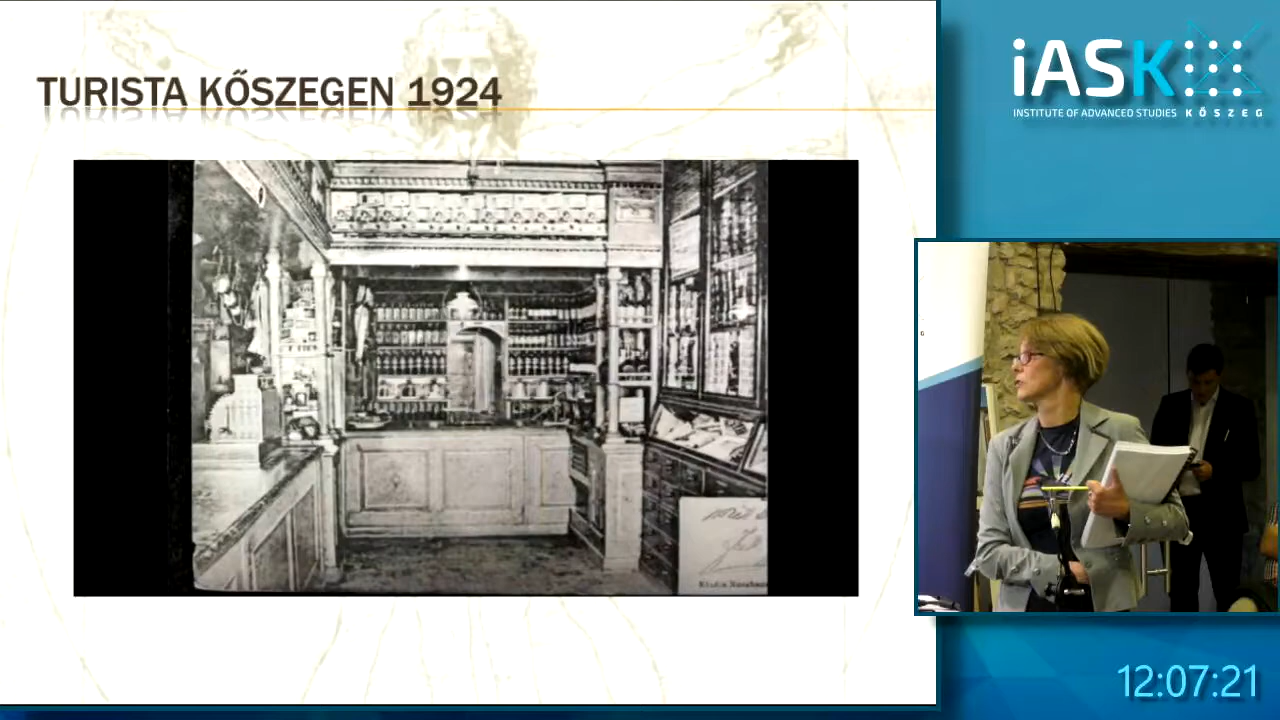 TURISTA KŐSZEGEN 1924
iASK
INSTITUTE OF ADVANCED STUDIES KŐSZEG
12:07:21